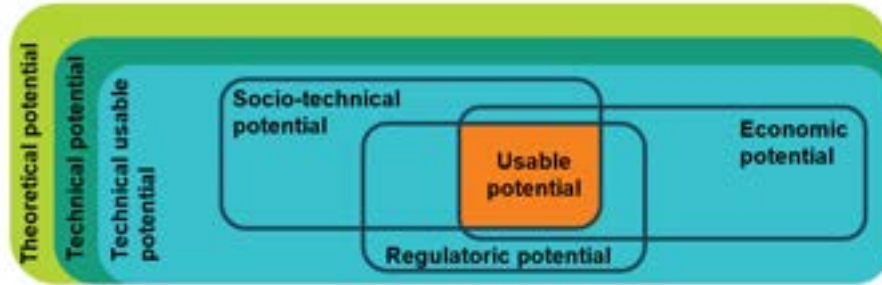 Theoretical potential
Technical potential
Technical usable
potential
Socio-technical
potential
Usable
potential
Economic
potential
Regulatoric potential